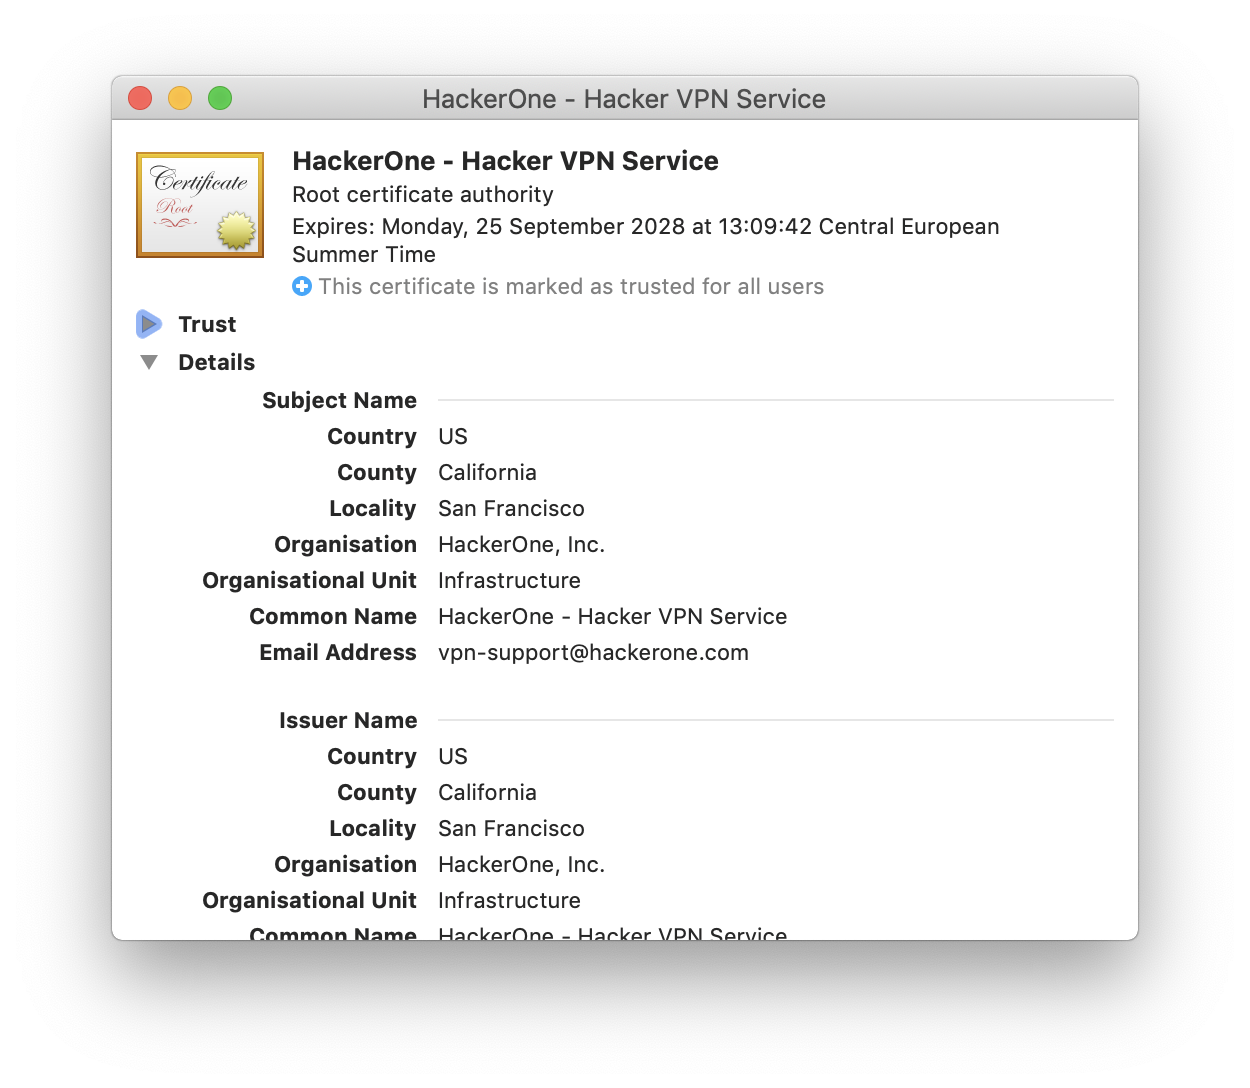 HackerOne - Hacker VPN Service
Certificate
Root
HackerOne - Hacker VPN Service
Root certificate authority
Expires: Monday, 25 September 2028 at 13:09:42 Central European
Summer Time
This certificate is marked as trusted for all users
Trust
Details
Subject Name
Country US
County California
Locality San Francisco
Organisation HackerOne, Inc.
Organisational Unit Infrastructure
Common Name HackerOne - Hacker VPN Service
Email Address vpn-support@hackerone.com
Issuer Name
Country US
County California
Locality San Francisco
Organisation HackerOne, Inc.
Organisational Unit Infrastructure
Common Name HackerOne - Hacker VPN Service